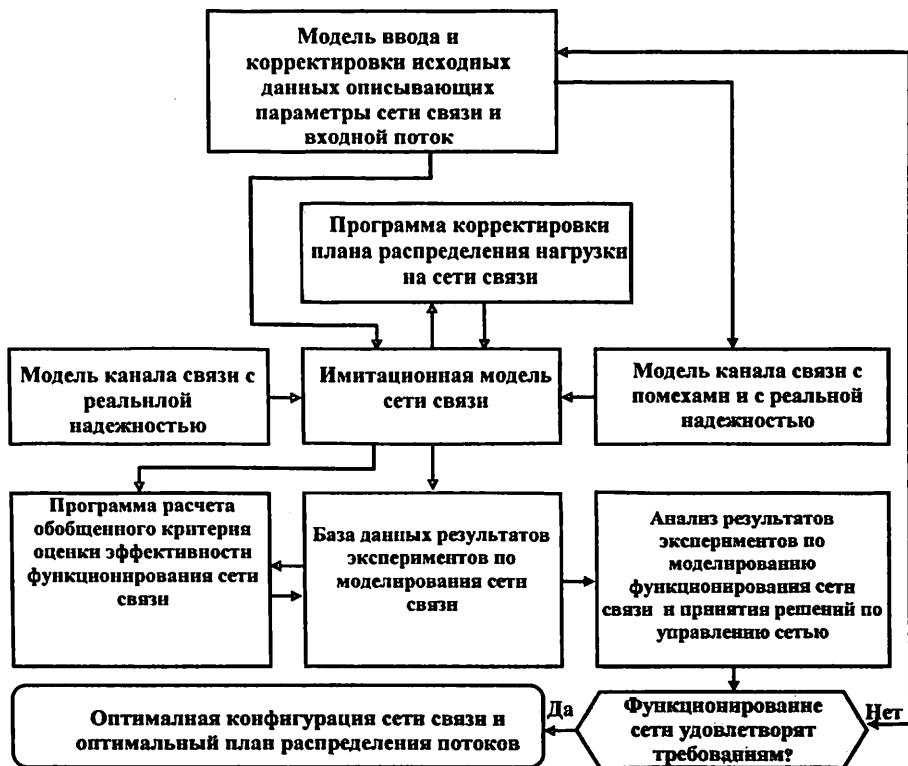 Модель ввода и
корректировки исходных
данных описывающих
параметры сети связи и
входной поток
Программа корректировки
плана распределения нагрузки
на сети связи
Модель канала связи с
реальнлой
надежностью
Имитационная модель
сети связи
Модель канала связи с
помехами и с реальной
надежностью
Программа расчета
обобщенного критерия
оценки эффективности
функционирования сети
связи
База данных результатов
экспериментов по
моделирования сети
связи
Анализ результатов
экспериментов по
моделированию
функционирования сети
связи и принятия решений по
управлению сетью
Оптималная конфигурация сети связи и
оптимальный план распределения потоков
Да
Функционирование
сети удовлетворят
требованиям?
Нет